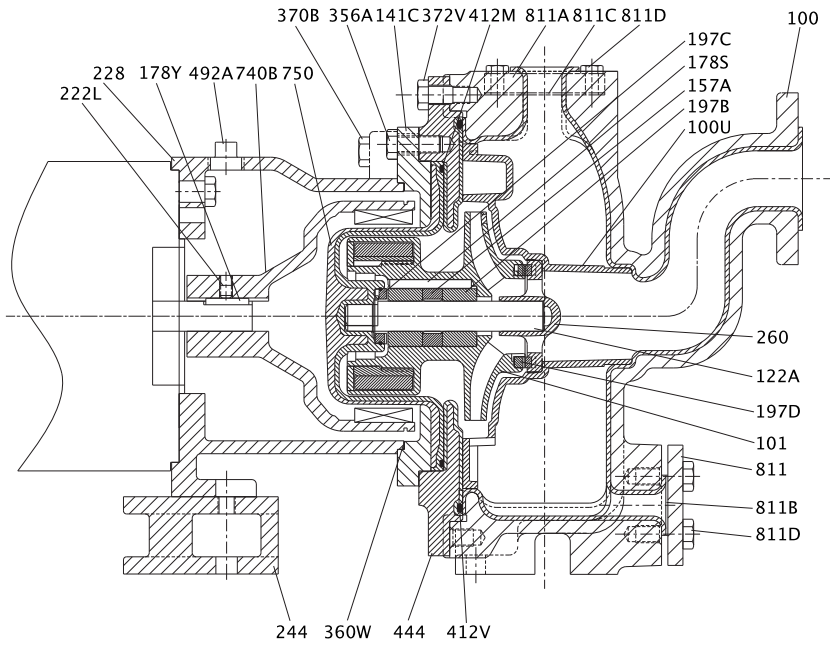 370B 356A 141C 372V 412M 811A 811C 811D
100
197C
228 178Y 492A 740B 750
178S
222L
157A
197B
100U
260
122A
197D
101
811
811B
811D
244 360W 444 412V